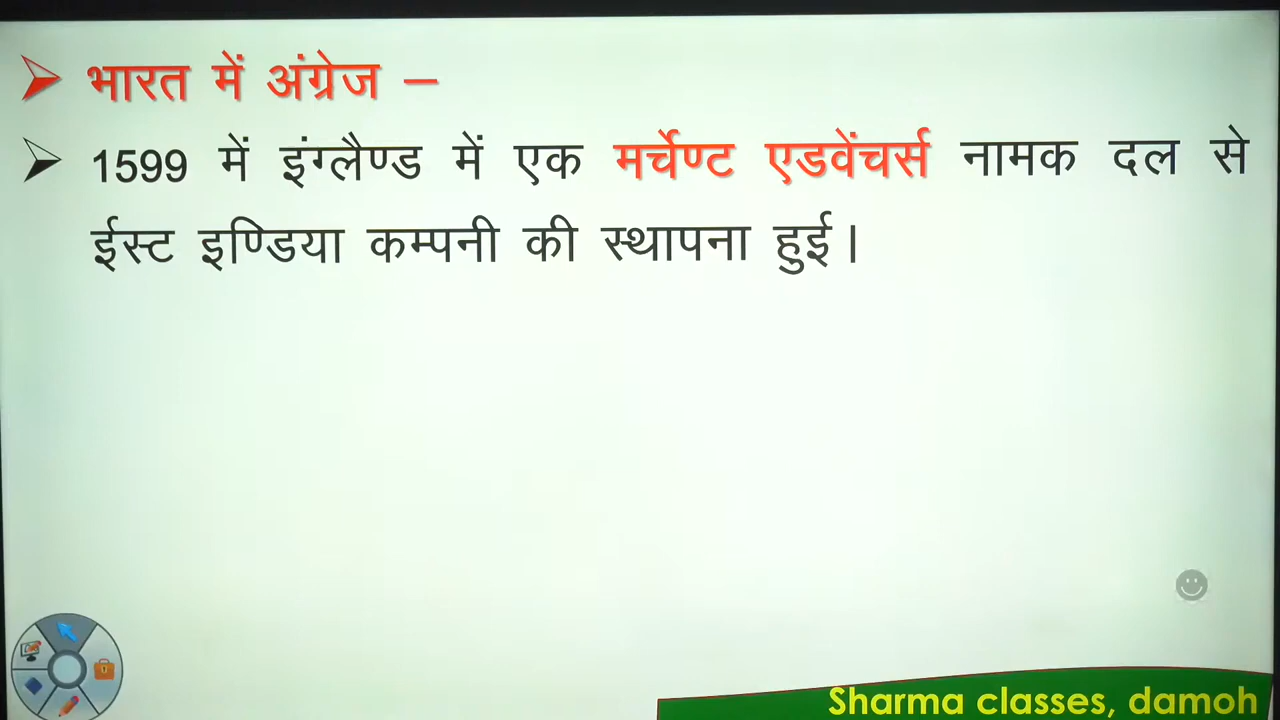 भारत में अंग्रेज –
1599 में इंग्लैण्ड में एक मर्चेण्ट एडवेंचर्स नामक दल से
ईस्ट इण्डिया कम्पनी की स्थापना हुई।
Sharma classes, damoh